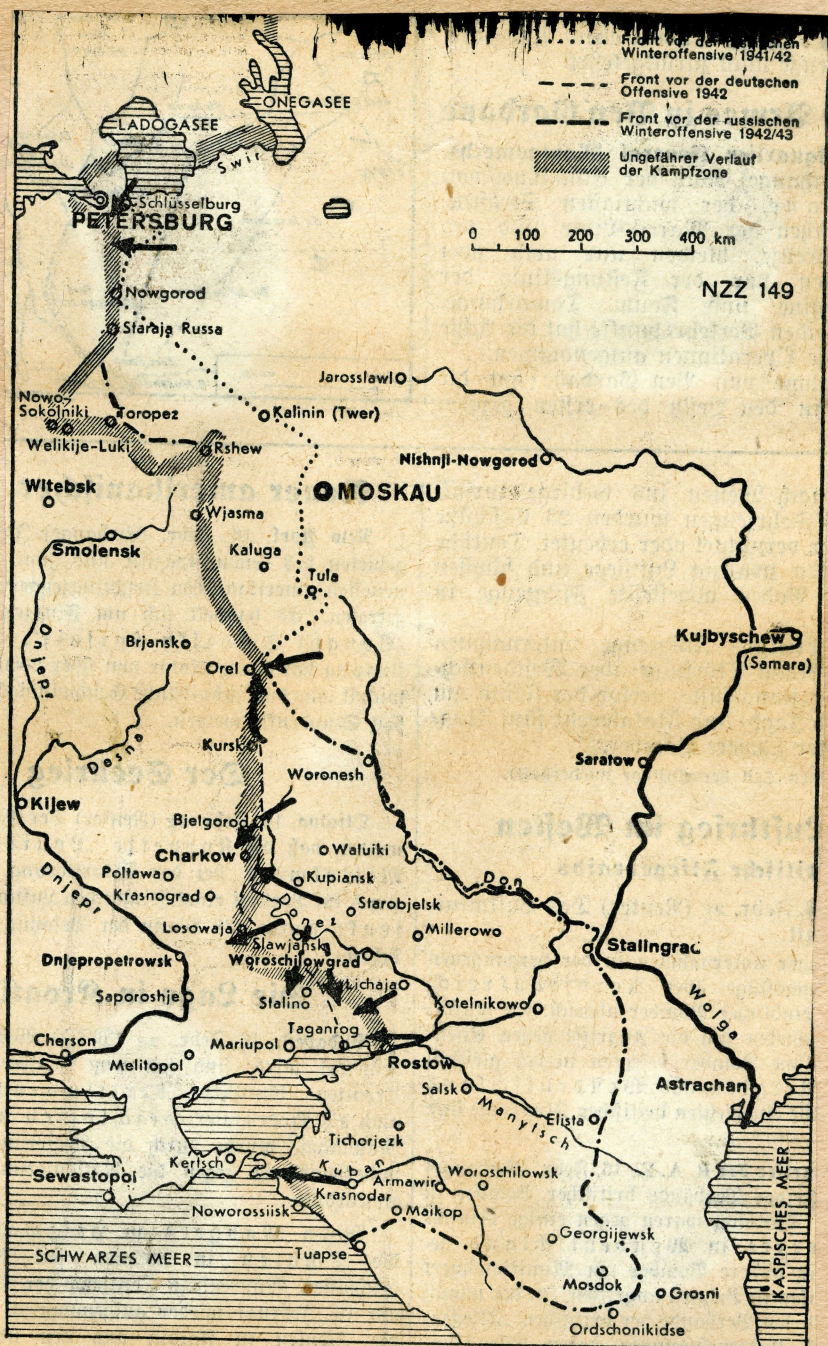 Front vor der russischen
Winteroffensive 1941/42
Front vor der deutschen
Offensive 1942
Front vor der russischen
Winteroffensive 1942/43
Ungefährer Verlauf
der Kampfzone
0 100 200 300 400 km
NZZ 149
ONEGASEE
LADOGASEE
Swir
Schlüsselburg
PETERSBURG
Nowgorod
Staraja Russa
Jarosslawl
Nowo-
Sokolniki
Toropez
Kalinin (Twer)
Welikije-Luki
Rshew
Nishnji-Nowgorod
Witebsk
MOSKAU
Wjasma
Smolensk
Kaluga
Tula
Dnjepr
Brjansk
Kujbyschew
(Samara)
Orel
Desna
Kursk
Woronesh
Saratow
Kijew
Bjelgorod
Charkow
Waluiki
Poltawa
Kupiansk
Don
Krasnograd
Dnjepr
Starobjelsk
Donez
Losowaja
Millerowo
Slawjansk
Stalingrad
Dnjepropetrowsk
Woroschilowgrad
Lichaja
Saporoshje
Stalino
Kotelnikowo
Wolga
Taganrog
Cherson
Mariupol
Melitopol
Rostow
Salsk
Astrachan
Manytsch
Elista
Tichorjezk
Kertsch
Kuban
Sewastopol
Armawir
Woroschilowsk
Krasnodar
Noworossiisk
Maikop
Georgijewsk
Tuapse
SCHWARZES MEER
KASPISCHES MEER
Mosdok
Grosni
Ordschonikidse